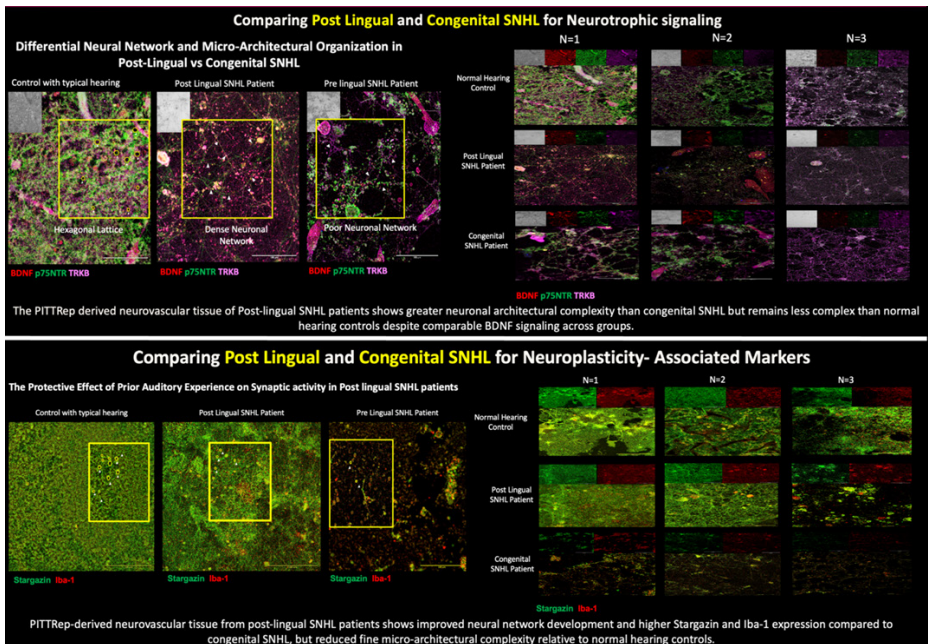 Comparing Post Lingual and Congenital SNHL for Neurotrophic signaling
Differential Neural Network and Micro-Architectural Organization in
Post-Lingual vs Congenital SNHL
Control with typical hearing
Post Lingual SNHL Patient
Pre lingual SNHL Patient
Hexagonal Lattice
Dense Neuronal
Network
Poor Neuronal Network
BDNF p75NTR TRKB
BDNF p75NTR TRKB
BDNF p75NTR TRKB
N=1
N=2
N=3
Normal Hearing
Control
Post Lingual
SNHL Patient
Congenital
SNHL Patient
BDNF p75NTR TRKB
The PITTRep derived neurovascular tissue of Post-lingual SNHL patients shows greater neuronal architectural complexity than congenital SNHL but remains less complex than normal
hearing controls despite comparable BDNF signaling across groups.
Comparing Post Lingual and Congenital SNHL for Neuroplasticity- Associated Markers
The Protective Effect of Prior Auditory Experience on Synaptic activity in Post lingual SNHL patients
Control with typical hearing
Post Lingual SNHL Patient
Pre Lingual SNHL Patient
Stargazin Iba-1
Stargazin Iba-1
Stargazin Iba-1
N=1
N=2
N=3
Normal Hearing
Control
Post Lingual
SNHL Patient
Congenital
SNHL Patient
Stargazin Iba-1
PITTRep-derived neurovascular tissue from post-lingual SNHL patients shows improved neural network development and higher Stargazin and Iba-1 expression compared to
congenital SNHL, but reduced fine micro-architectural complexity relative to normal hearing controls.